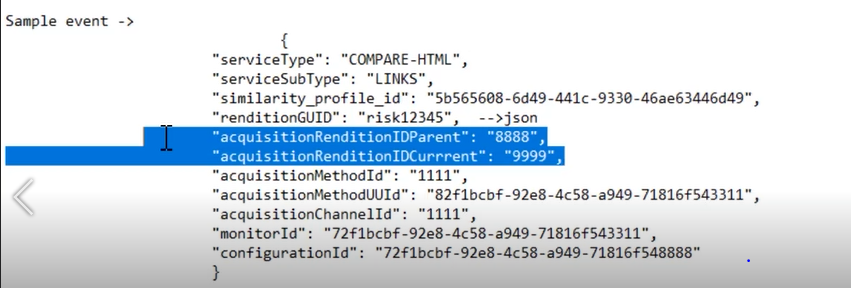 Sample event ->
{
"serviceType": "COMPARE-HTML",
"serviceSubType": "LINKS",
"similarity_profile_id": "5b565608-6d49-441c-9330-46ae63446d49",
"renditionGUID": "risk12345",  -->json
"acquisitionRenditionIDParent": "8888",
"acquisitionRenditionIDCurrrent": "9999",
"acquisitionMethodId": "1111",
"acquisitionMethodUUId": "82f1bcbf-92e8-4c58-a949-71816f543311",
"acquisitionChannelId": "1111",
"monitorId": "72f1bcbf-92e8-4c58-a949-71816f543311",
"configurationId": "72f1bcbf-92e8-4c58-a949-71816f548888"
}